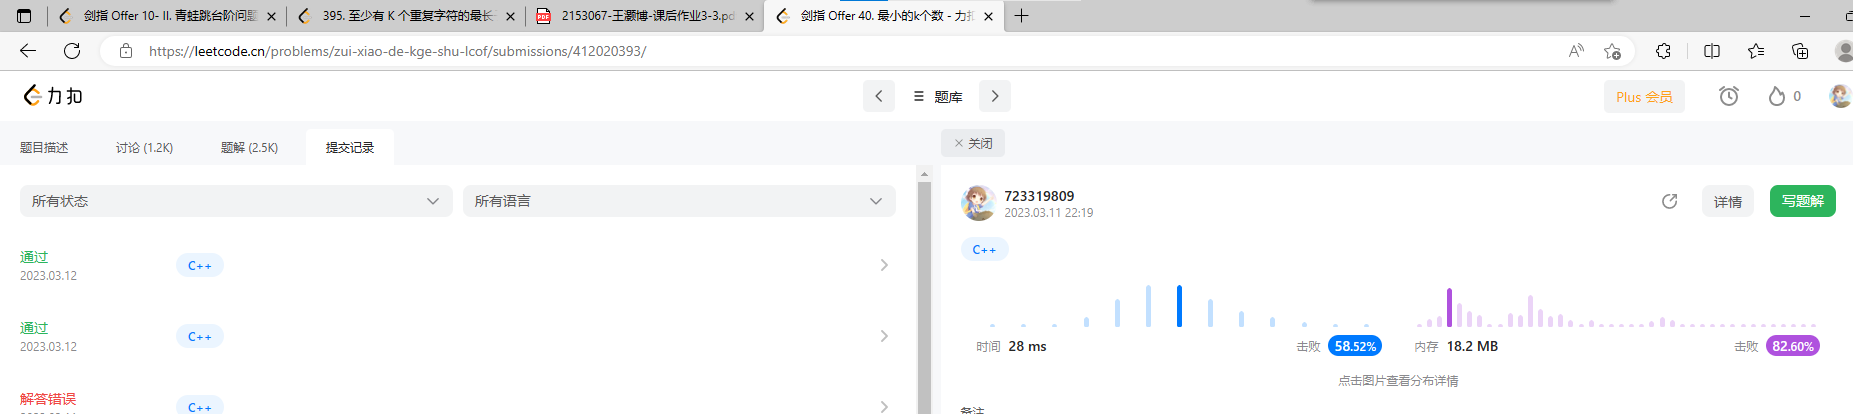 剑指 Offer 10- II. 青蛙跳台阶问题
395. 至少有 K 个重复字符的最长
2153067-王灏博-课后作业3-3.pd
剑指 Offer 40. 最小的k个数 - 力扣
https://leetcode.cn/problems/zui-xiao-de-kge-shu-lcof/submissions/412020393/
力扣
题库
Plus 会员
0
题目描述
讨论 (1.2K)
题解 (2.5K)
提交记录
关闭
所有状态
所有语言
723319809
2023.03.11 22:19
详情
写题解
C++
通过
2023.03.12
C++
通过
2023.03.12
C++
解答错误
C++
时间 28 ms
击败 58.52%
内存 18.2 MB
击败 82.60%
点击图片查看分布详情
备注